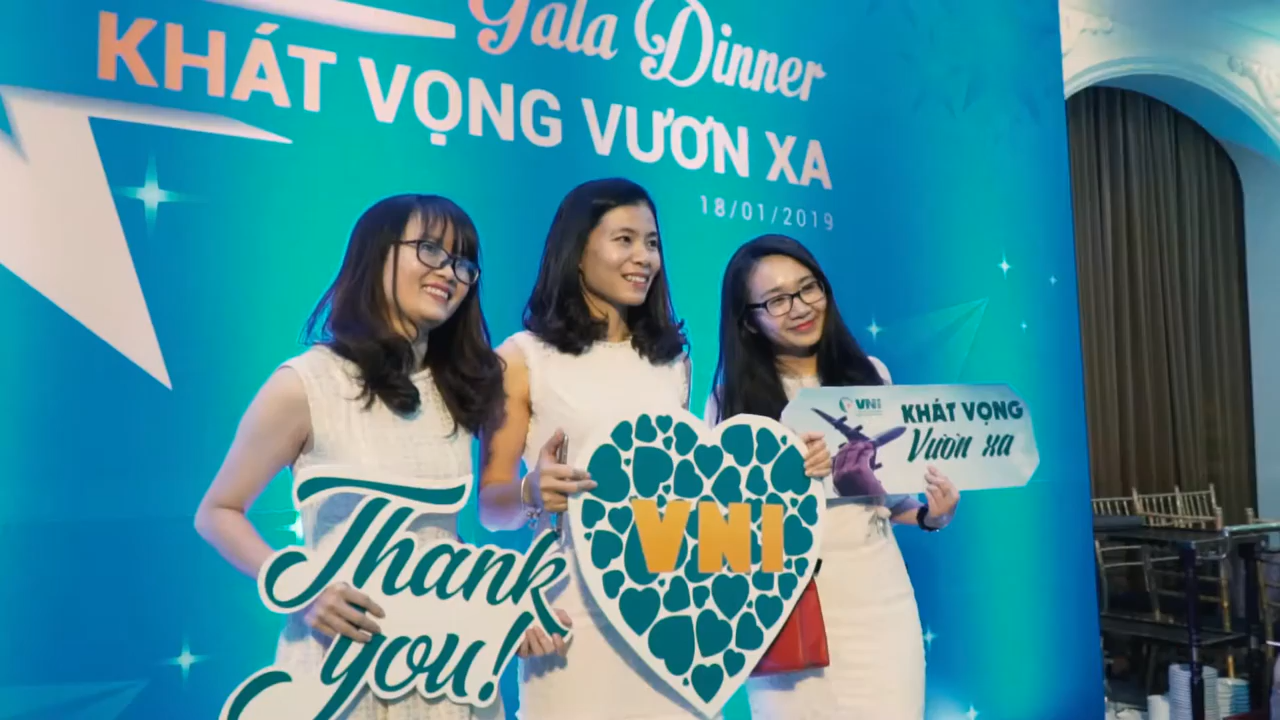 Gala Dinner
KHÁT VỌNG VƯƠN XA
18/01/2019
VNI
KHÁT VỌNG
Vươn xa
Thank
you!
VNI